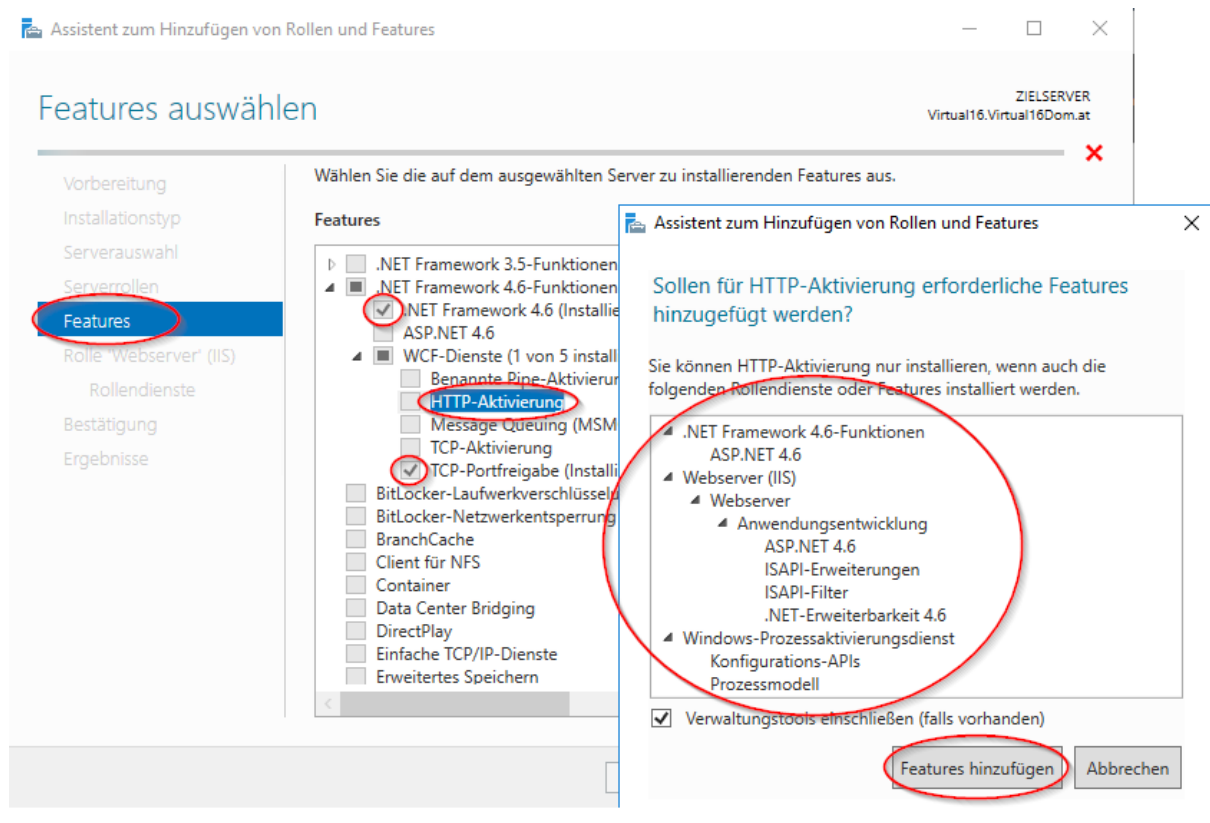 Assistent zum Hinzufügen von Rollen und Features
Features auswählen
ZIELSERVER
Virtual16.Virtual16Dom.at
Vorbereitung
Installationstyp
Serverauswahl
Serverrollen
Features
Rolle "Webserver" (IIS)
Rollendienste
Bestätigung
Ergebnisse
Wählen Sie die auf dem ausgewählten Server zu installierenden Features aus.
Features
.NET Framework 3.5-Funktionen
.NET Framework 4.6-Funktionen
.NET Framework 4.6 (Installie
ASP.NET 4.6
WCF-Dienste (1 von 5 install
Benannte Pipe-Aktivierur
HTTP-Aktivierung
Message Queuing (MSM
TCP-Aktivierung
TCP-Portfreigabe (Installi
BitLocker-Laufwerkverschlüsselu
BitLocker-Netzwerkentsperrung
BranchCache
Client für NFS
Container
Data Center Bridging
DirectPlay
Einfache TCP/IP-Dienste
Erweitertes Speichern
Assistent zum Hinzufügen von Rollen und Features
Sollen für HTTP-Aktivierung erforderliche Features
hinzugefügt werden?
Sie können HTTP-Aktivierung nur installieren, wenn auch die
folgenden Rollendienste oder Features installiert werden.
.NET Framework 4.6-Funktionen
ASP.NET 4.6
Webserver (IIS)
Webserver
Anwendungsentwicklung
ASP.NET 4.6
ISAPI-Erweiterungen
ISAPI-Filter
.NET-Erweiterbarkeit 4.6
Windows-Prozessaktivierungsdienst
Konfigurations-APIs
Prozessmodell
Verwaltungstools einschließen (falls vorhanden)
Features hinzufügen
Abbrechen